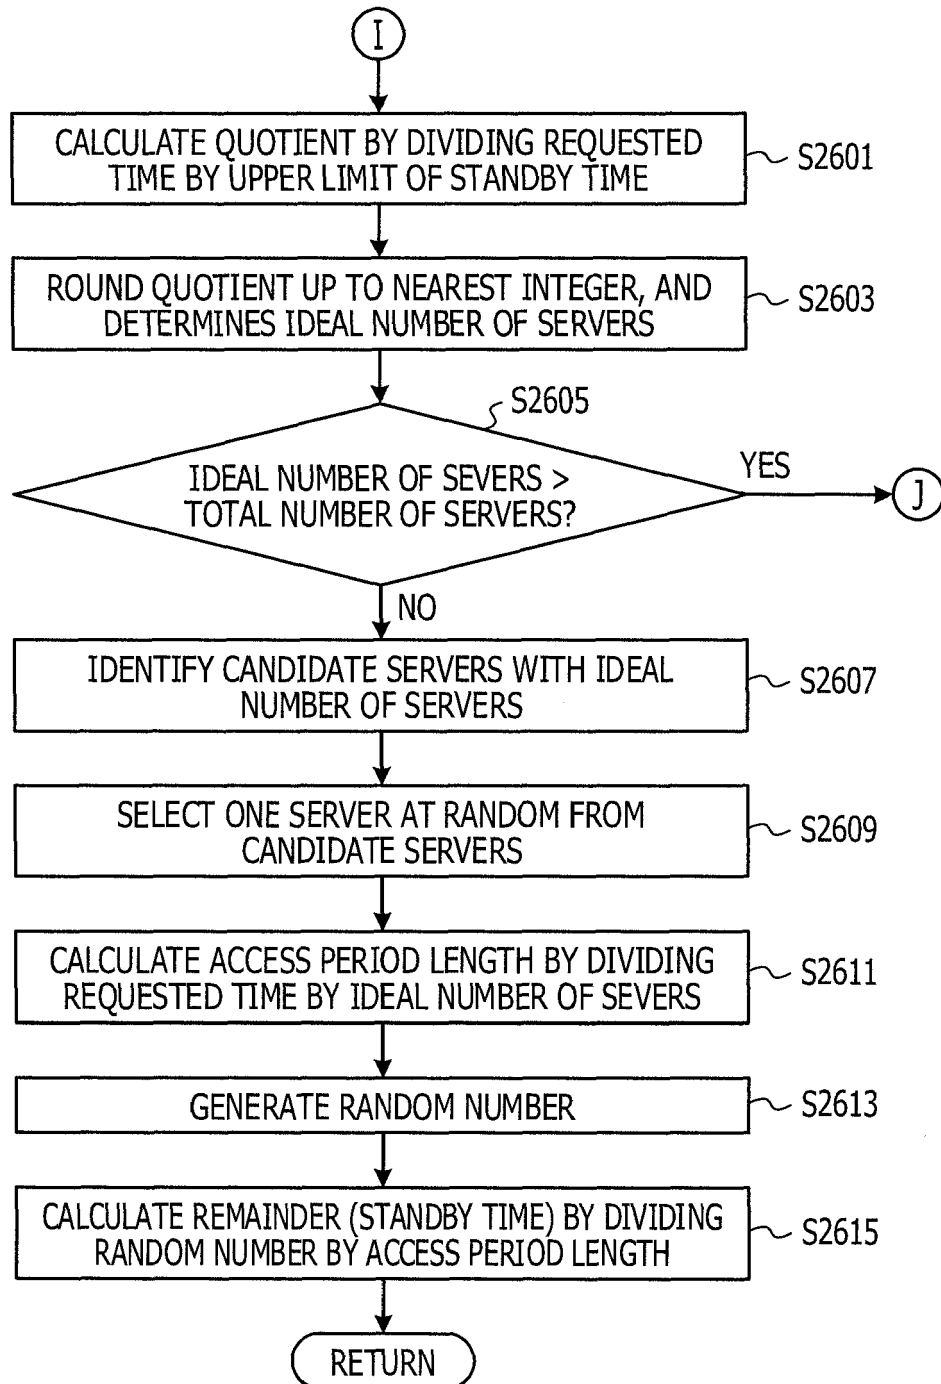 I
CALCULATE QUOTIENT BY DIVIDING REQUESTED
TIME BY UPPER LIMIT OF STANDBY TIME
S2601
ROUND QUOTIENT UP TO NEAREST INTEGER, AND
DETERMINES IDEAL NUMBER OF SERVERS
S2603
S2605
IDEAL NUMBER OF SEVERS >
TOTAL NUMBER OF SERVERS?
YES
J
NO
IDENTIFY CANDIDATE SERVERS WITH IDEAL
NUMBER OF SERVERS
S2607
SELECT ONE SERVER AT RANDOM FROM
CANDIDATE SERVERS
S2609
CALCULATE ACCESS PERIOD LENGTH BY DIVIDING
REQUESTED TIME BY IDEAL NUMBER OF SEVERS
S2611
GENERATE RANDOM NUMBER
S2613
CALCULATE REMAINDER (STANDBY TIME) BY DIVIDING
RANDOM NUMBER BY ACCESS PERIOD LENGTH
S2615
RETURN